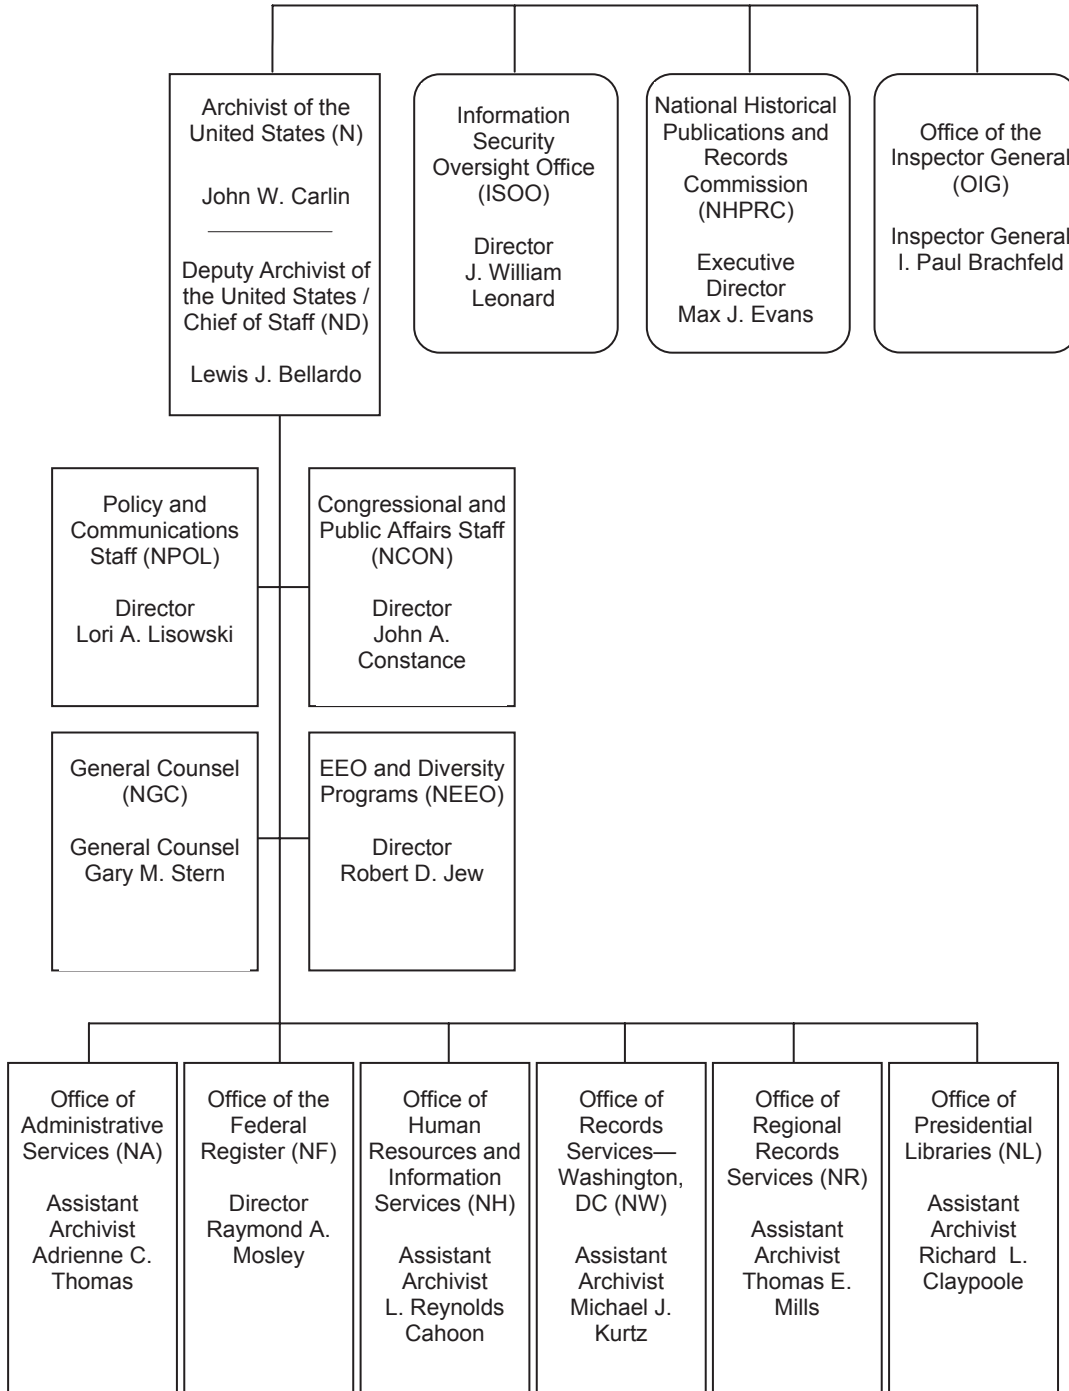 Archivist of the
United States (N)
John W. Carlin
Deputy Archivist of
the United States /
Chief of Staff (ND)
Lewis J. Bellardo
Information
Security
Oversight Office
(ISOO)
Director
J. William
Leonard
National Historical
Publications and
Records
Commission
(NHPRC)
Executive
Director
Max J. Evans
Office of the
Inspector General
(OIG)
Inspector General
I. Paul Brachfeld
Policy and
Communications
Staff (NPOL)
Director
Lori A. Lisowski
Congressional and
Public Affairs Staff
(NCON)
Director
John A.
Constance
General Counsel
(NGC)
General Counsel
Gary M. Stern
EEO and Diversity
Programs (NEEO)
Director
Robert D. Jew
Office of
Administrative
Services (NA)
Assistant
Archivist
Adrienne C.
Thomas
Office of the
Federal
Register (NF)
Director
Raymond A.
Mosley
Office of
Human
Resources and
Information
Services (NH)
Assistant
Archivist
L. Reynolds
Cahoon
Office of
Records
Services—
Washington,
DC (NW)
Assistant
Archivist
Michael J.
Kurtz
Office of
Regional
Records
Services (NR)
Assistant
Archivist
Thomas E.
Mills
Office of
Presidential
Libraries (NL)
Assistant
Archivist
Richard L.
Claypoole